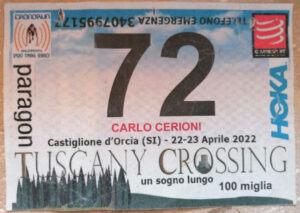 TELEFONO EMERGENZA 3407995177
72
paragon
HOKA
CARLO CERIONI
Castiglione d'Orcia (SI) - 22-23 Aprile 2022
TUSCANY CROSSING
un sogno lungo 100 miglia